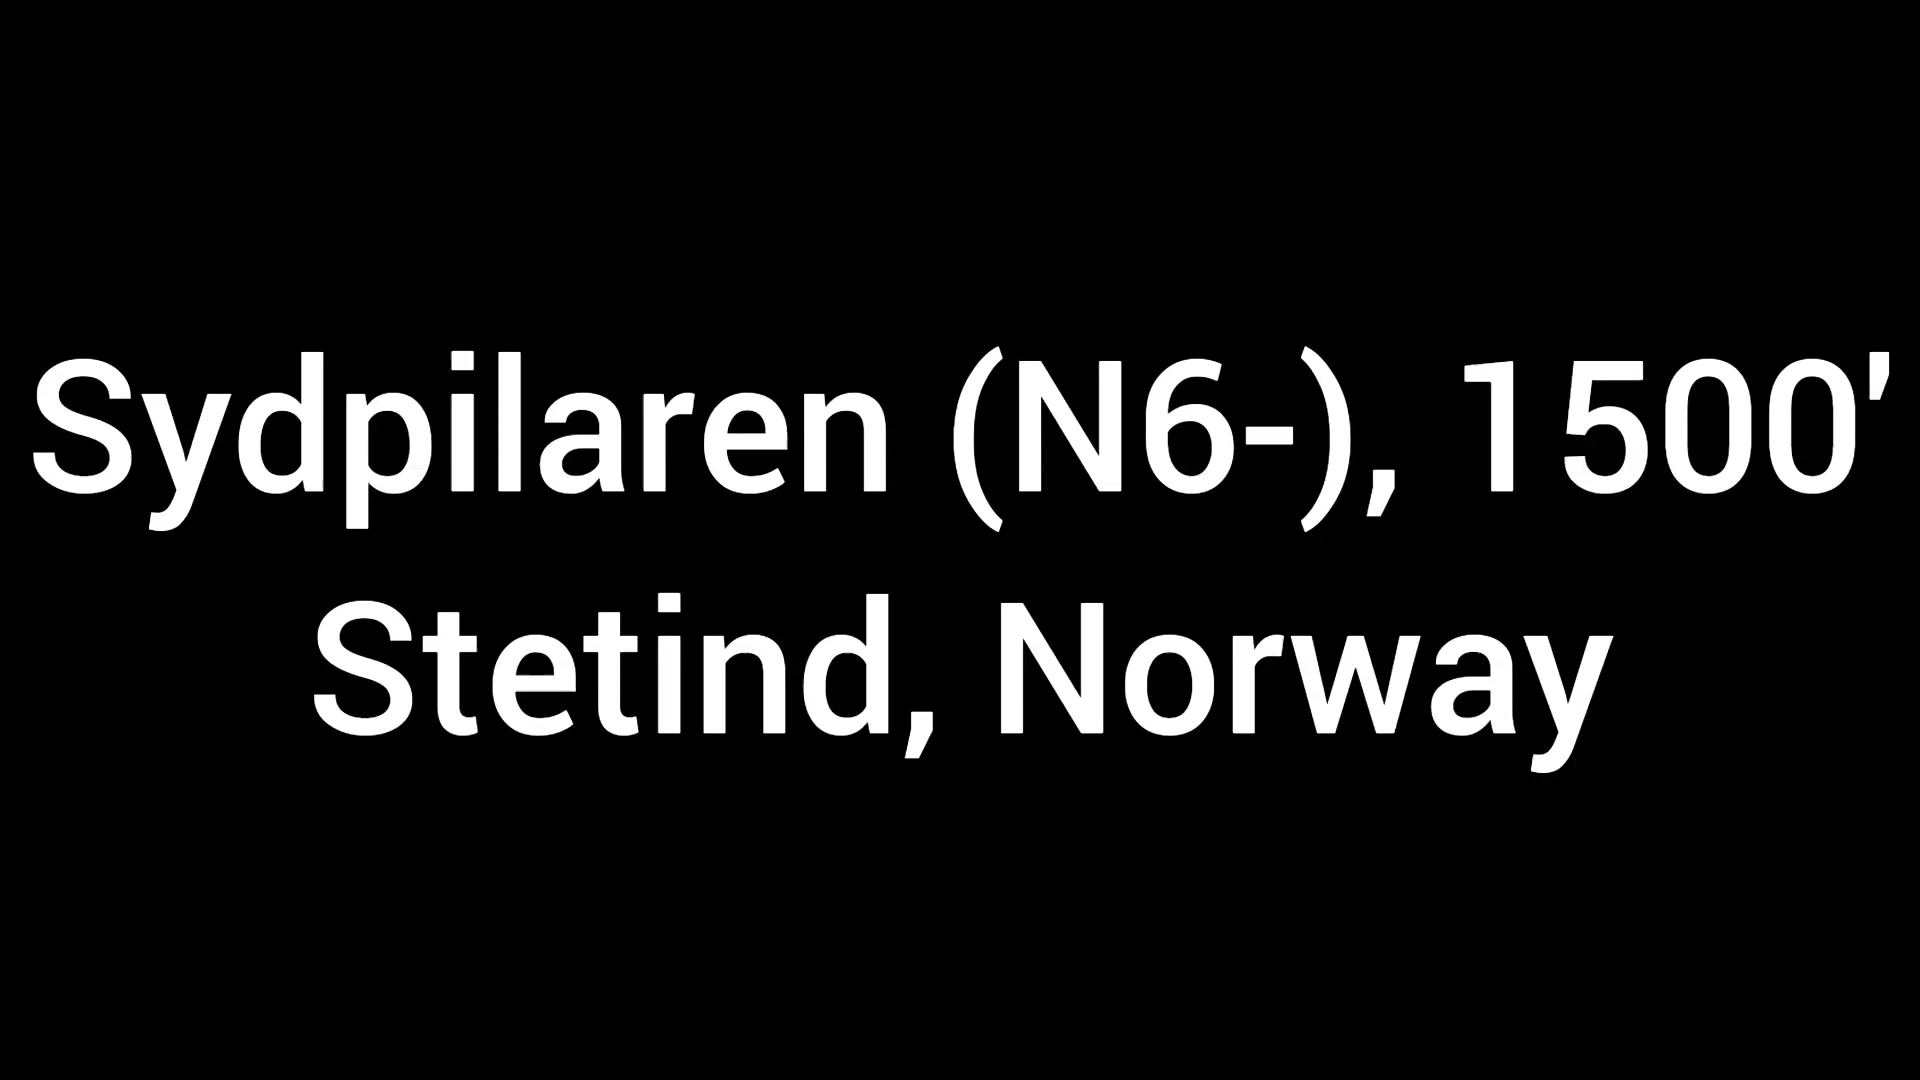 Sydpilaren (N6-), 1500'
Stetind, Norway